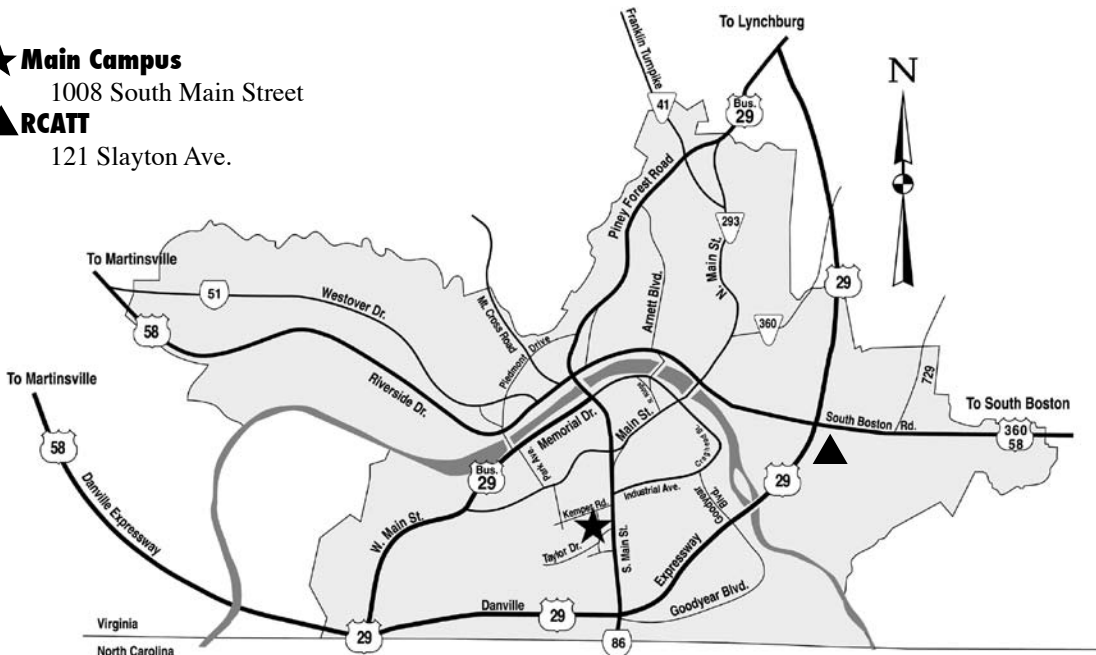 Main Campus
1008 South Main Street
RCATT
121 Slayton Ave.
To Lynchburg
Franklin Turnpike
41
Bus.
29
N
Piney Forest Road
293
N. Main St.
Arnett Blvd.
29
360
To Martinsville
51
Westover Dr.
58
Mt. Cross Road
Piedmont Drive
Riverside Dr.
729
To Martinsville
To South Boston
South Boston Rd.
360
58
58
Memorial Dr.
Main St.
Craghead St.
Park Ave.
Bus.
29
29
Industrial Ave.
Goodyear
Blvd.
Kemper Rd.
W. Main St.
Taylor Dr.
S. Main St.
Danville Expressway
Expressway
Goodyear Blvd.
Danville
29
Virginia
29
86
North Carolina